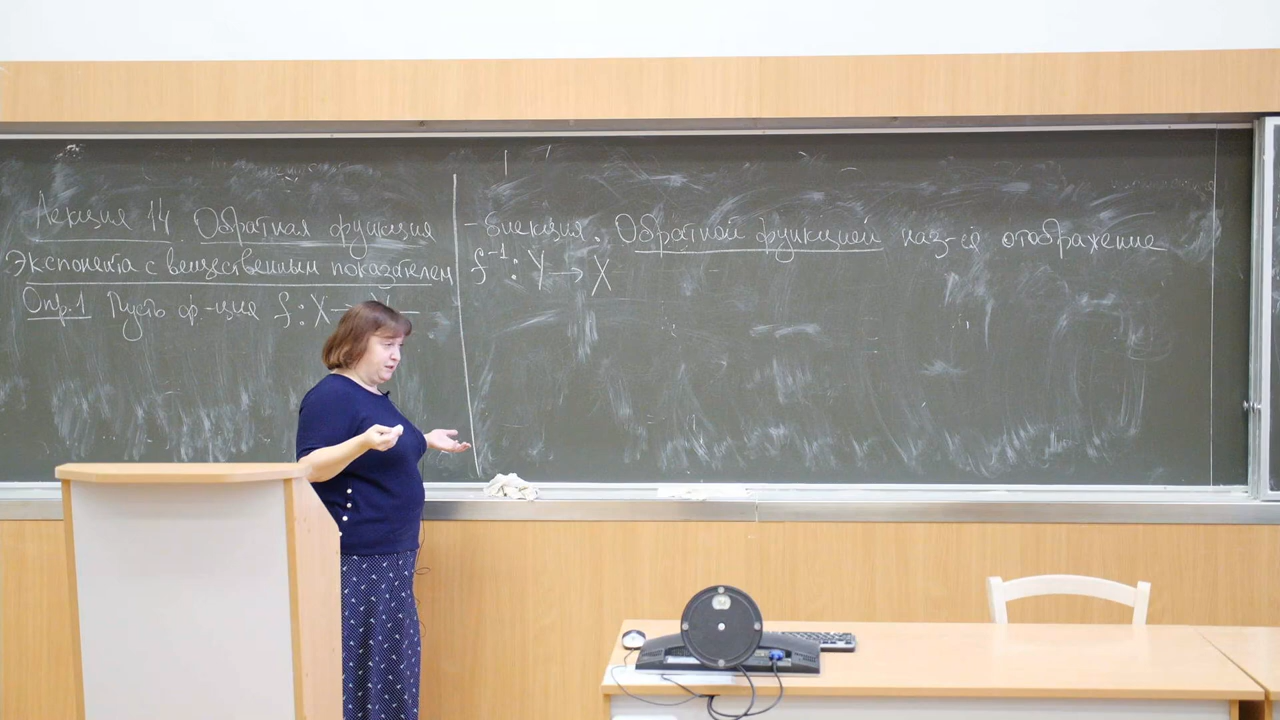 Лекция 14. Обратная функция
Экспонента с вещественным показателем
Опр.1 Пусть ф-ция f: X → Y —
- биекция. Обратной функцией наз-ся отображение
f⁻¹: Y → X